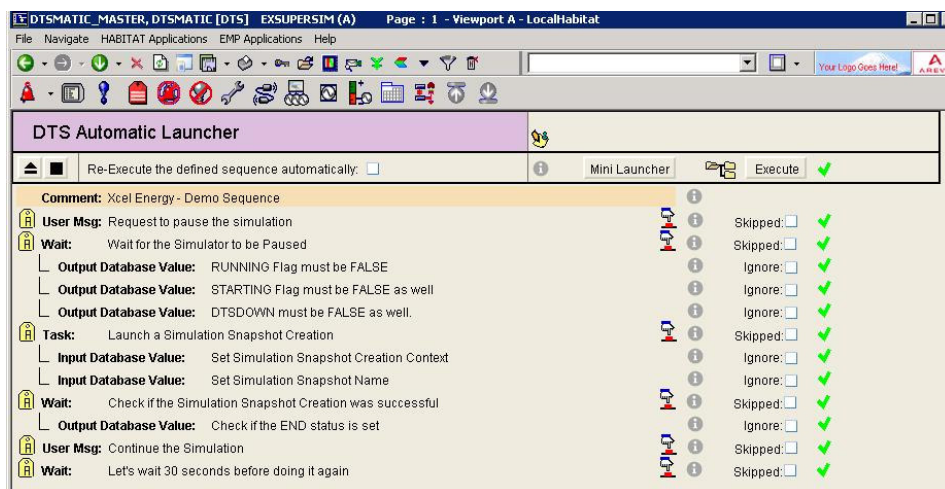 DTSMATIC_MASTER, DTSMATIC [DTS] EXSUPERSIM (A) Page : 1 - Viewport A - LocalHabitat
File Navigate HABITAT Applications EMP Applications Help
Your Logo Goes Here!
DTS Automatic Launcher
Re-Execute the defined sequence automatically: Mini Launcher Execute
Comment: Xcel Energy - Demo Sequence
A User Msg: Request to pause the simulation Skipped:
A Wait: Wait for the Simulator to be Paused Skipped:
Output Database Value: RUNNING Flag must be FALSE Ignore:
Output Database Value: STARTING Flag must be FALSE as well Ignore:
Output Database Value: DTSDOWN must be FALSE as well. Ignore:
A Task: Launch a Simulation Snapshot Creation Skipped:
Input Database Value: Set Simulation Snapshot Creation Context Ignore:
Input Database Value: Set Simulation Snapshot Name Ignore:
A Wait: Check if the Simulation Snapshot Creation was successful Skipped:
Output Database Value: Check if the END status is set Ignore:
A User Msg: Continue the Simulation Skipped:
A Wait: Let's wait 30 seconds before doing it again Skipped: